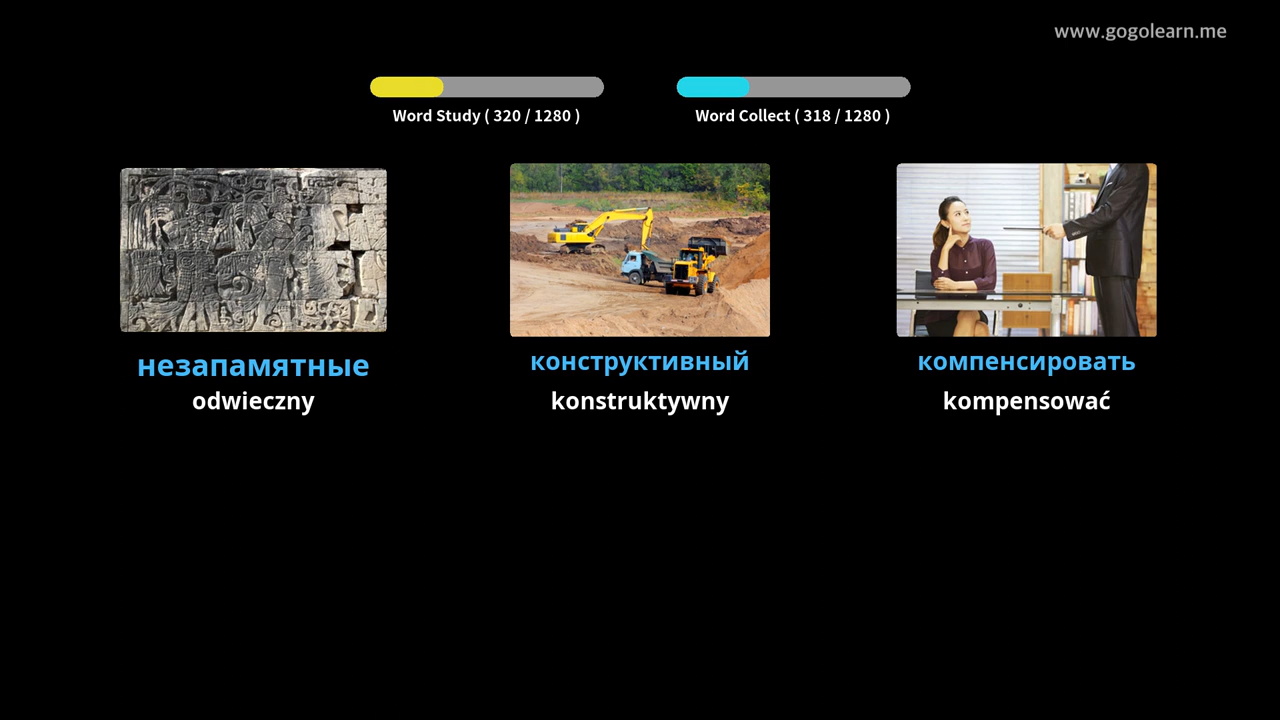 www.gogolearn.me
Word Study ( 320 / 1280 )
Word Collect ( 318 / 1280 )
незапамятные
odwieczny
конструктивный
konstruktywny
компенсировать
kompensować